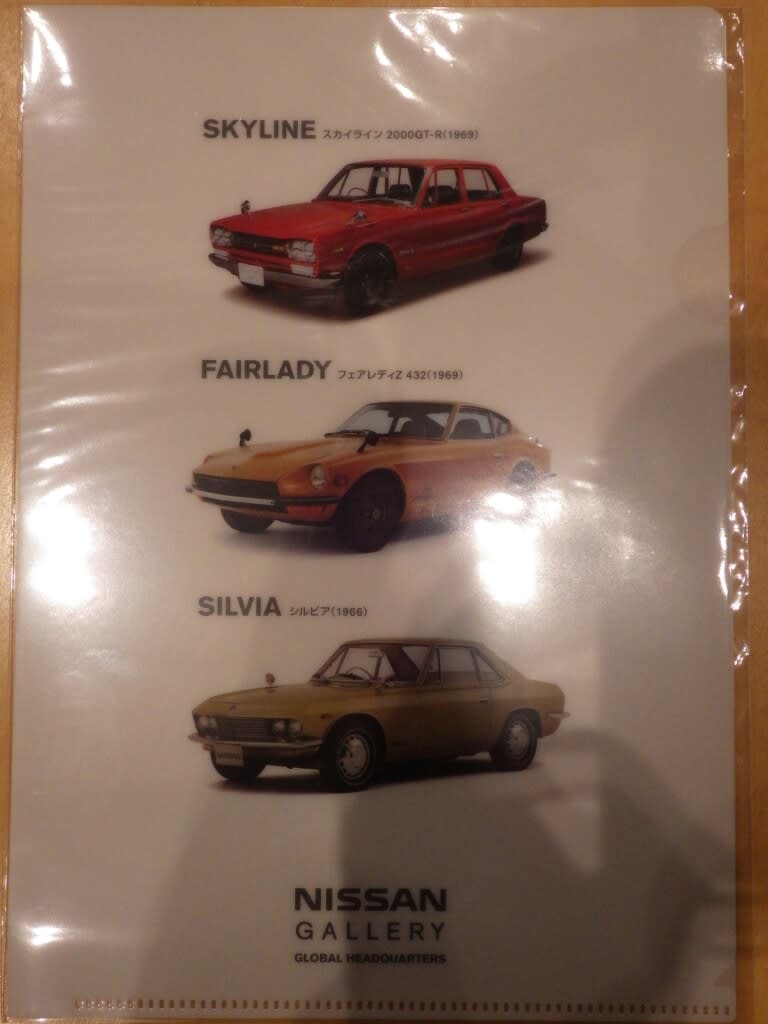 SKYLINE スカイライン 2000GT-R(1969)
FAIRLADY フェアレディZ 432(1969)
SILVIA シルビア(1966)
NISSAN
GALLERY
GLOBAL HEADQUARTERS